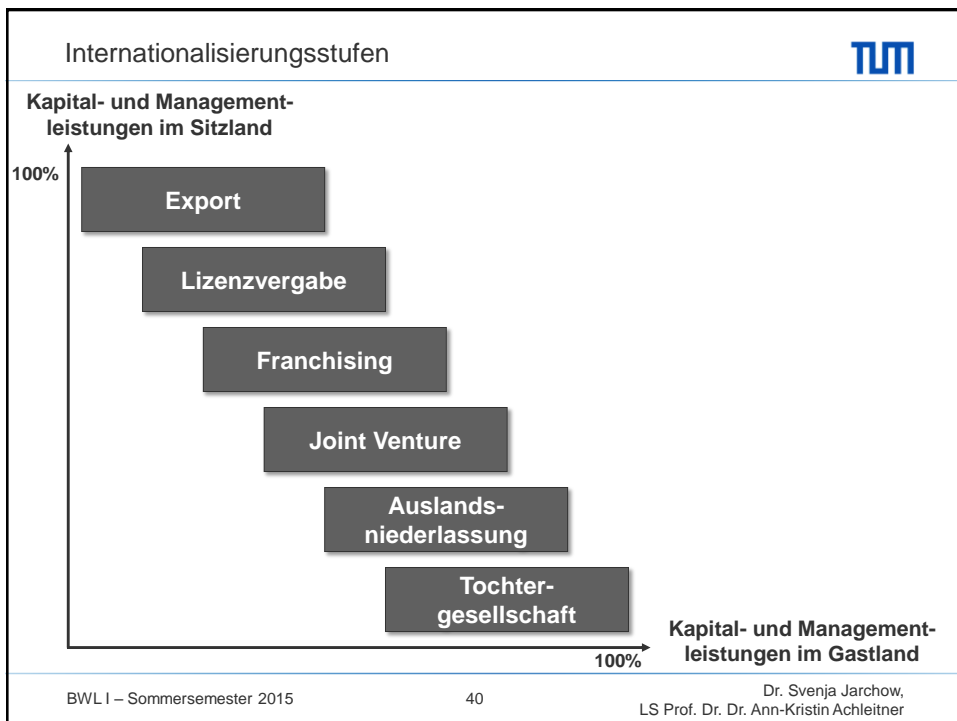 Internationalisierungsstufen
TUM
Kapital- und Management-
leistungen im Sitzland
100%
Export
Lizenzvergabe
Franchising
Joint Venture
Auslands-
niederlassung
Tochter-
gesellschaft
100%
Kapital- und Management-
leistungen im Gastland
BWL I – Sommersemester 2015
40
Dr. Svenja Jarchow,
LS Prof. Dr. Dr. Ann-Kristin Achleitner